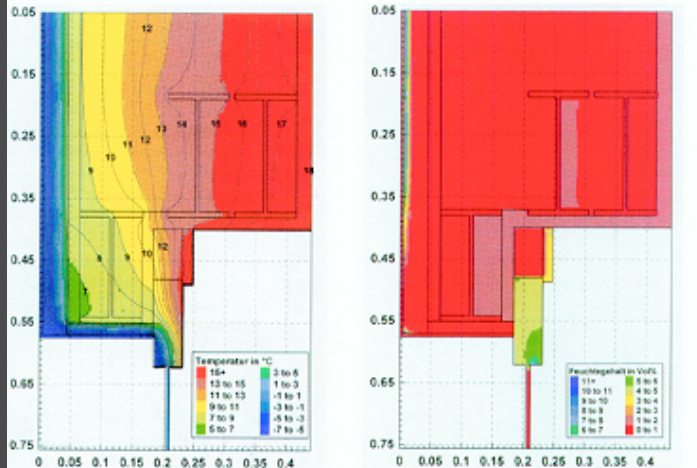 0.05
0.15
0.25
0.35
0.45
0.55
0.65
0.75
0 0.05 0.1 0.15 0.2 0.25 0.3 0.35 0.4
12
13 14 15 16 17
12
11
10
9
10 12
8 9
7
Temperatur in °C
15+
13 to 15
11 to 13
9 to 11
7 to 9
5 to 7
3 to 5
1 to 3
-1 to 1
-3 to -1
-5 to -3
-7 to -5
0.05
0.15
0.25
0.35
0.45
0.55
0.65
0.75
0 0.05 0.1 0.15 0.2 0.25 0.3 0.35 0.4
Feuchtegehalt in Vol%
11+
10 to 11
9 to 10
8 to 9
7 to 8
6 to 7
5 to 6
4 to 5
3 to 4
2 to 3
1 to 2
0 to 1